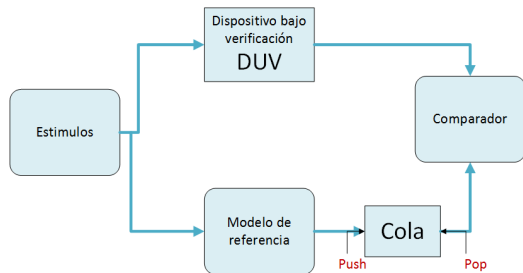 Dispositivo bajo
verificación
DUV
Estimulos
Comparador
Modelo de
referencia
Cola
Push
Pop